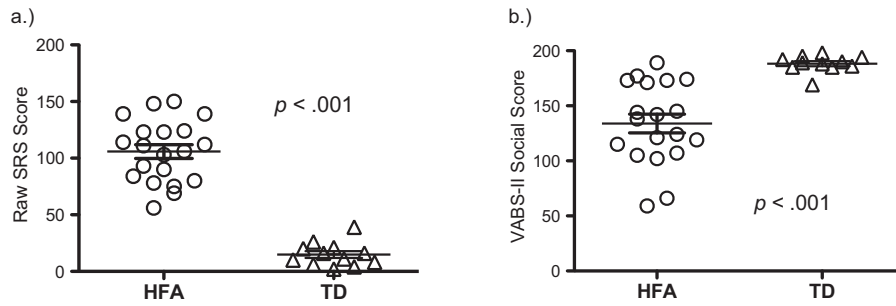 a.)
Raw SRS Score
200
150
100
50
0
p < .001
HFA
TD
b.)
VABS-II Social Score
200
150
100
50
0
p < .001
HFA
TD